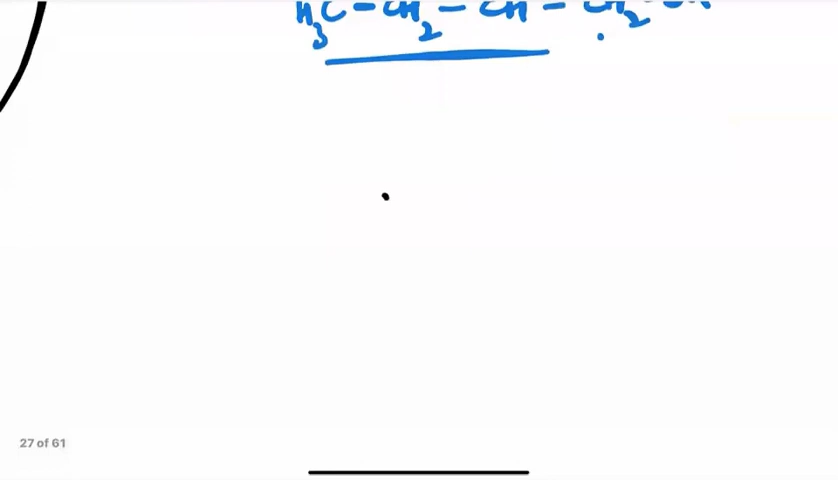 H₃C - CH₂ - CH - CH₂
27 of 61